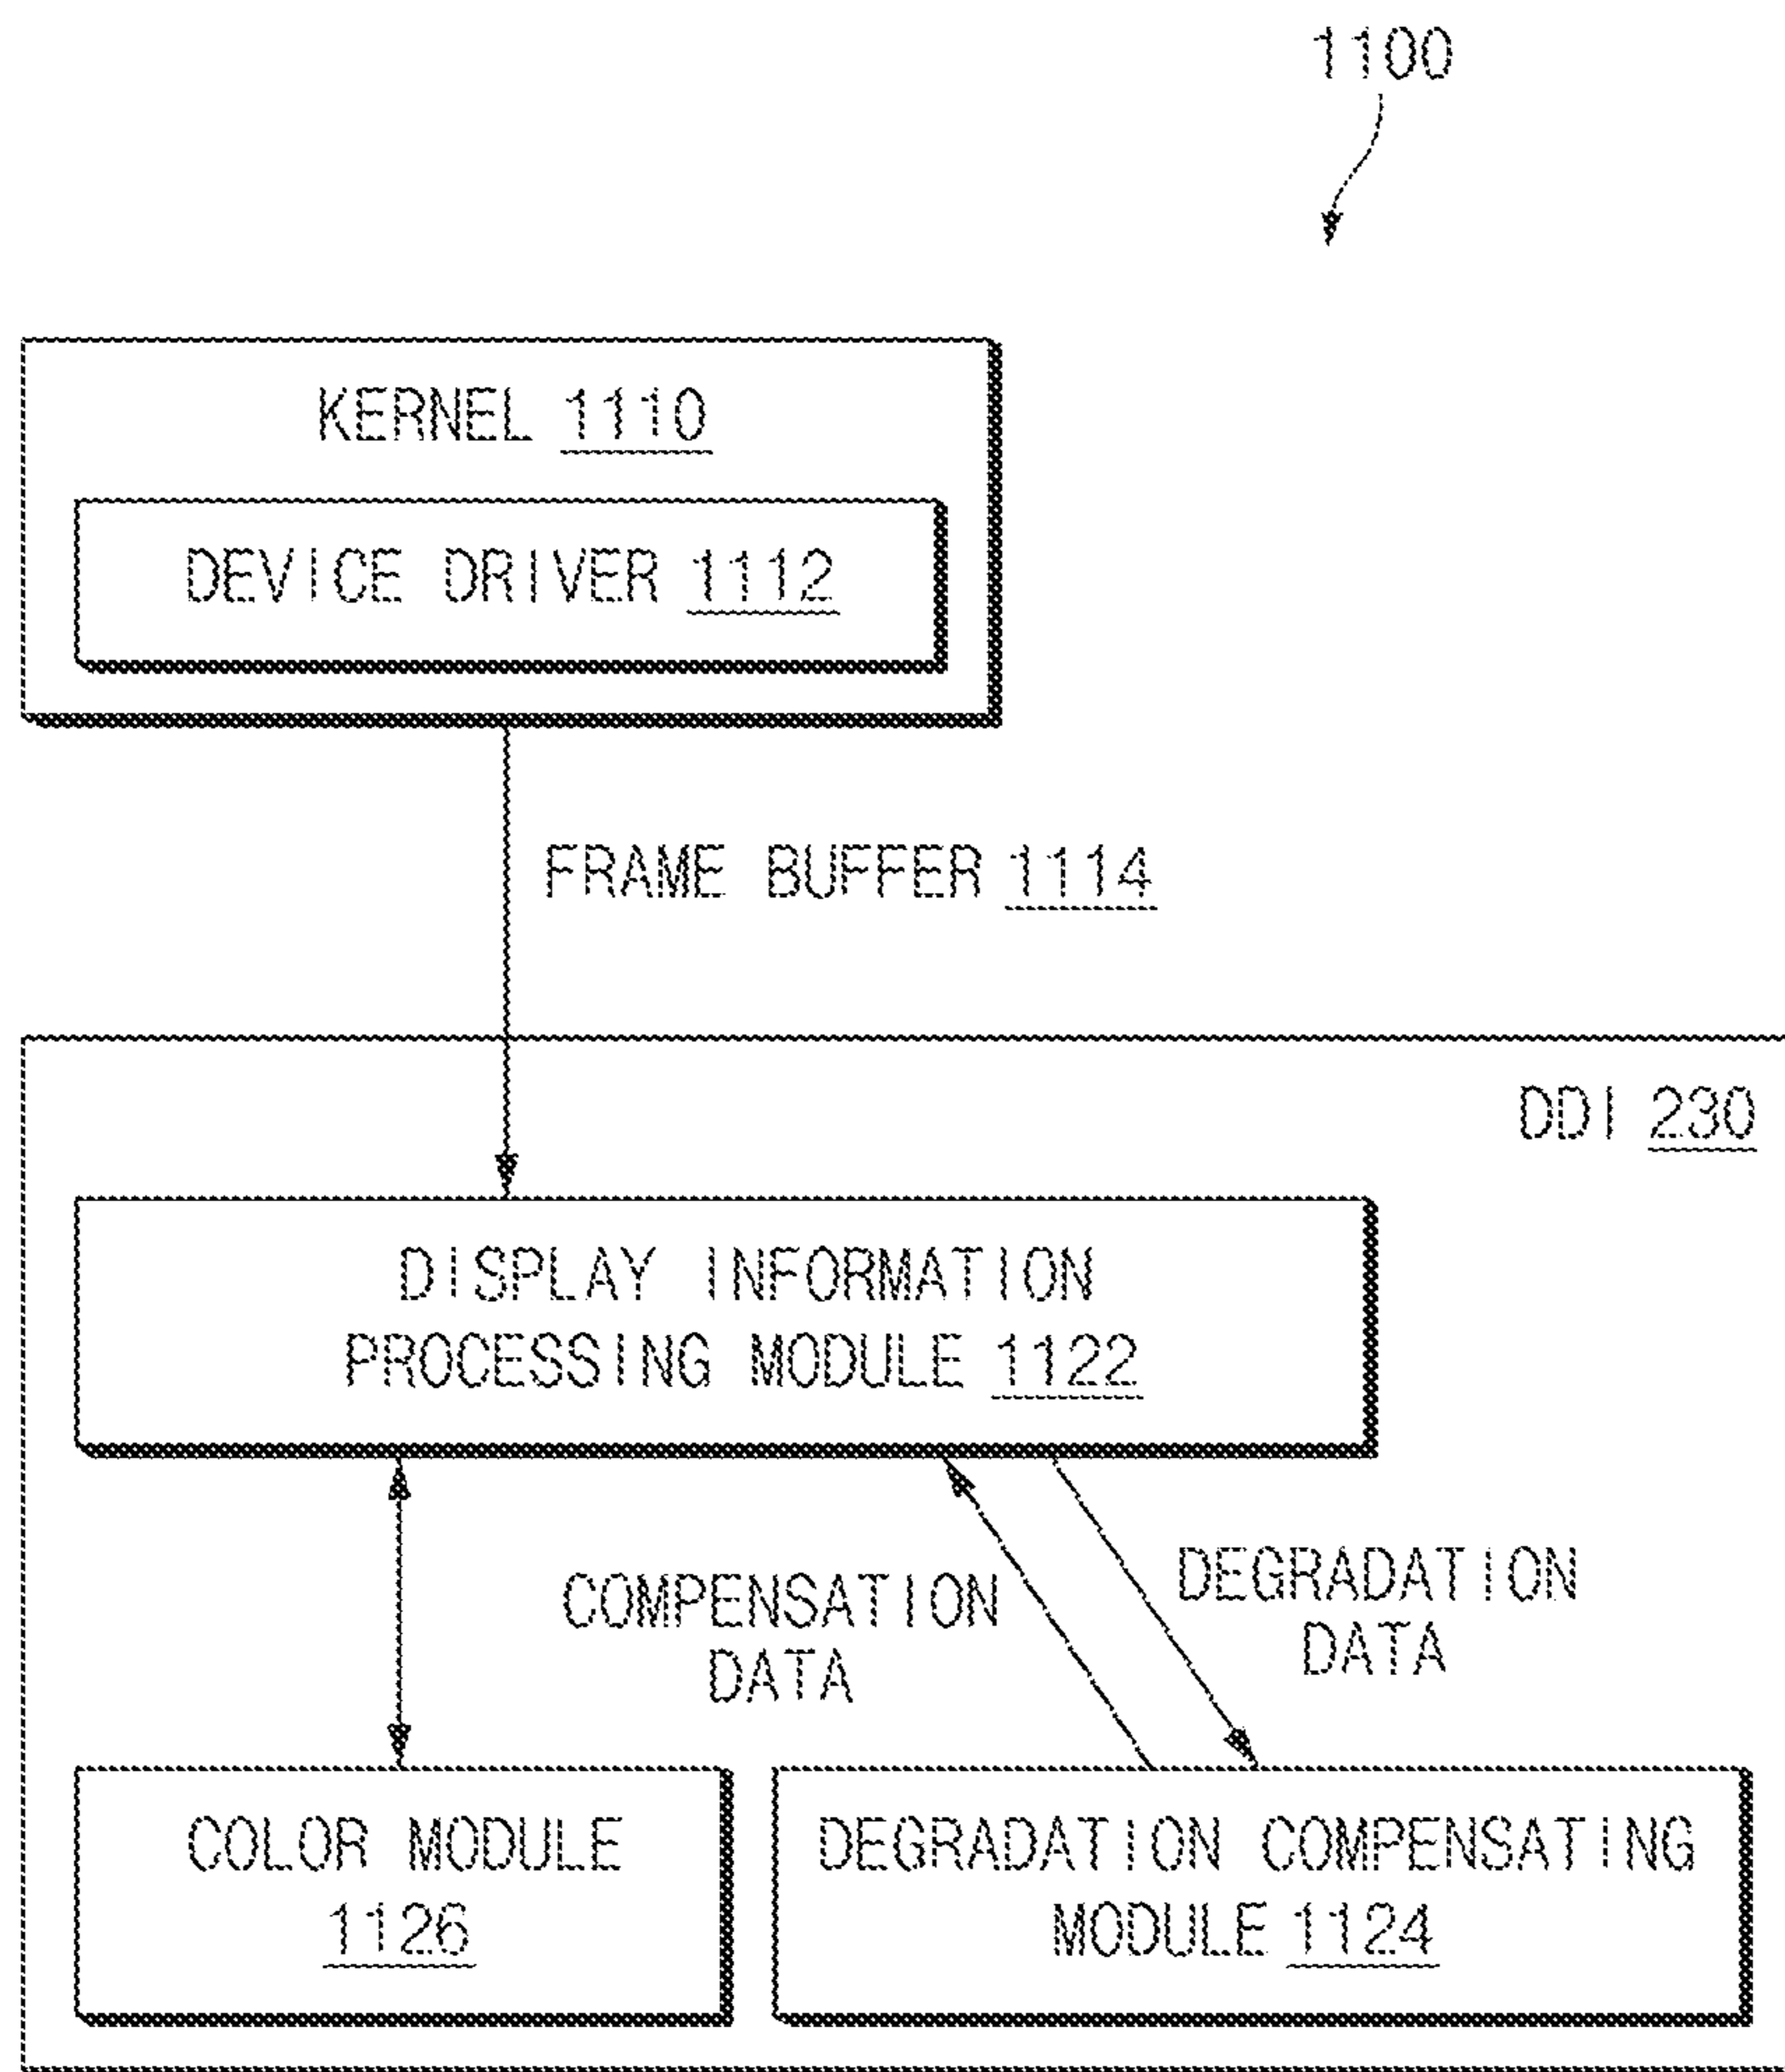 1100
KERNEL 1110
DEVICE DRIVER 1112
FRAME BUFFER 1114
DDI 230
DISPLAY INFORMATION
PROCESSING MODULE 1122
COMPENSATION
DATA
DEGRADATION
DATA
COLOR MODULE
1126
DEGRADATION COMPENSATING
MODULE 1124